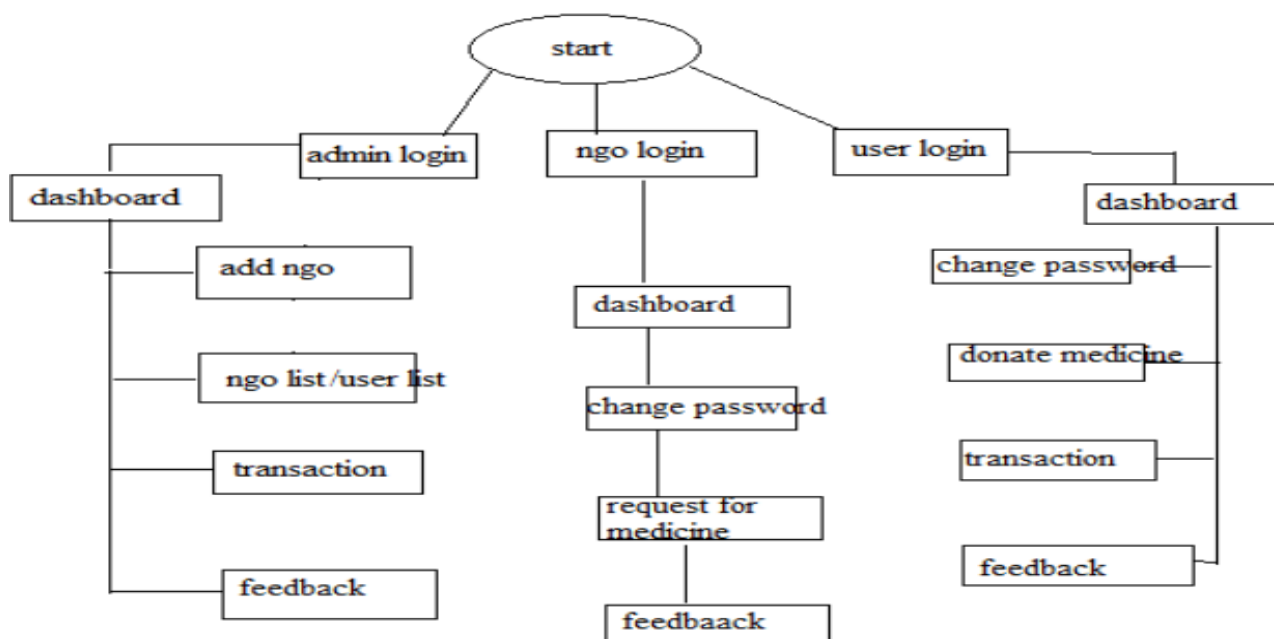 start
admin login
ngo login
user login
dashboard
add ngo
ngo list/user list
transaction
feedback
dashboard
change password
request for
medicine
feedbaack
dashboard
change password
donate medicine
transaction
feedback